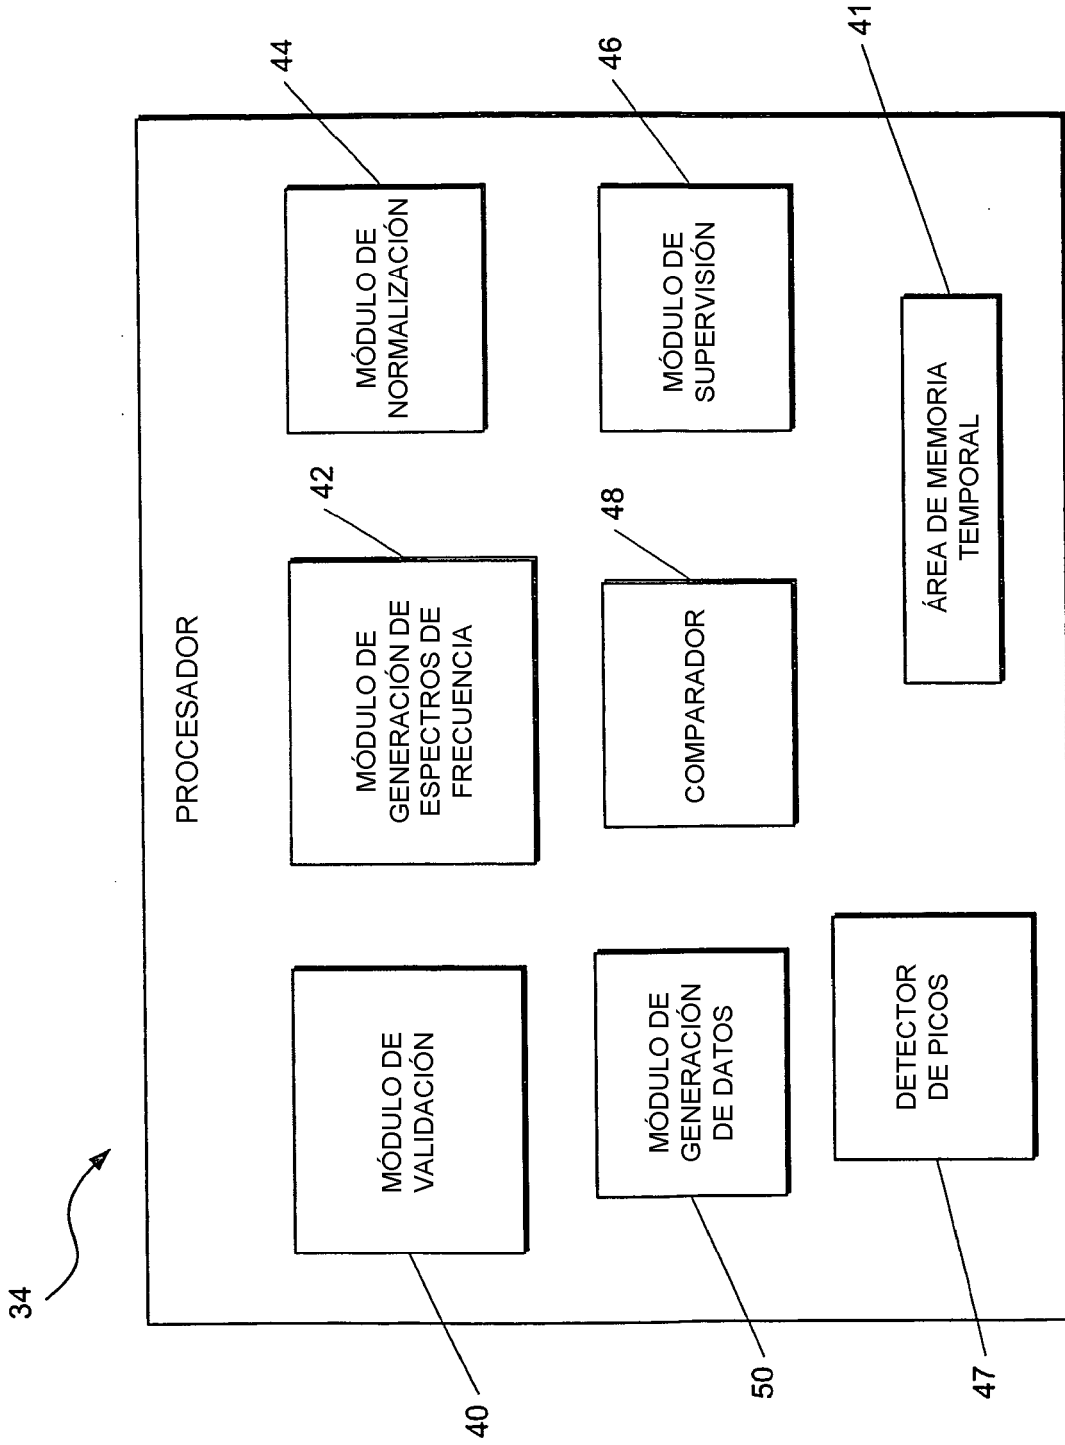 34
PROCESADOR
40
MÓDULO DE
VALIDACIÓN
42
MÓDULO DE
GENERACIÓN DE
ESPECTROS DE
FRECUENCIA
44
MÓDULO DE
NORMALIZACIÓN
50
MÓDULO DE
GENERACIÓN
DE DATOS
48
COMPARADOR
46
MÓDULO DE
SUPERVISIÓN
47
DETECTOR
DE PICOS
41
ÁREA DE MEMORIA
TEMPORAL